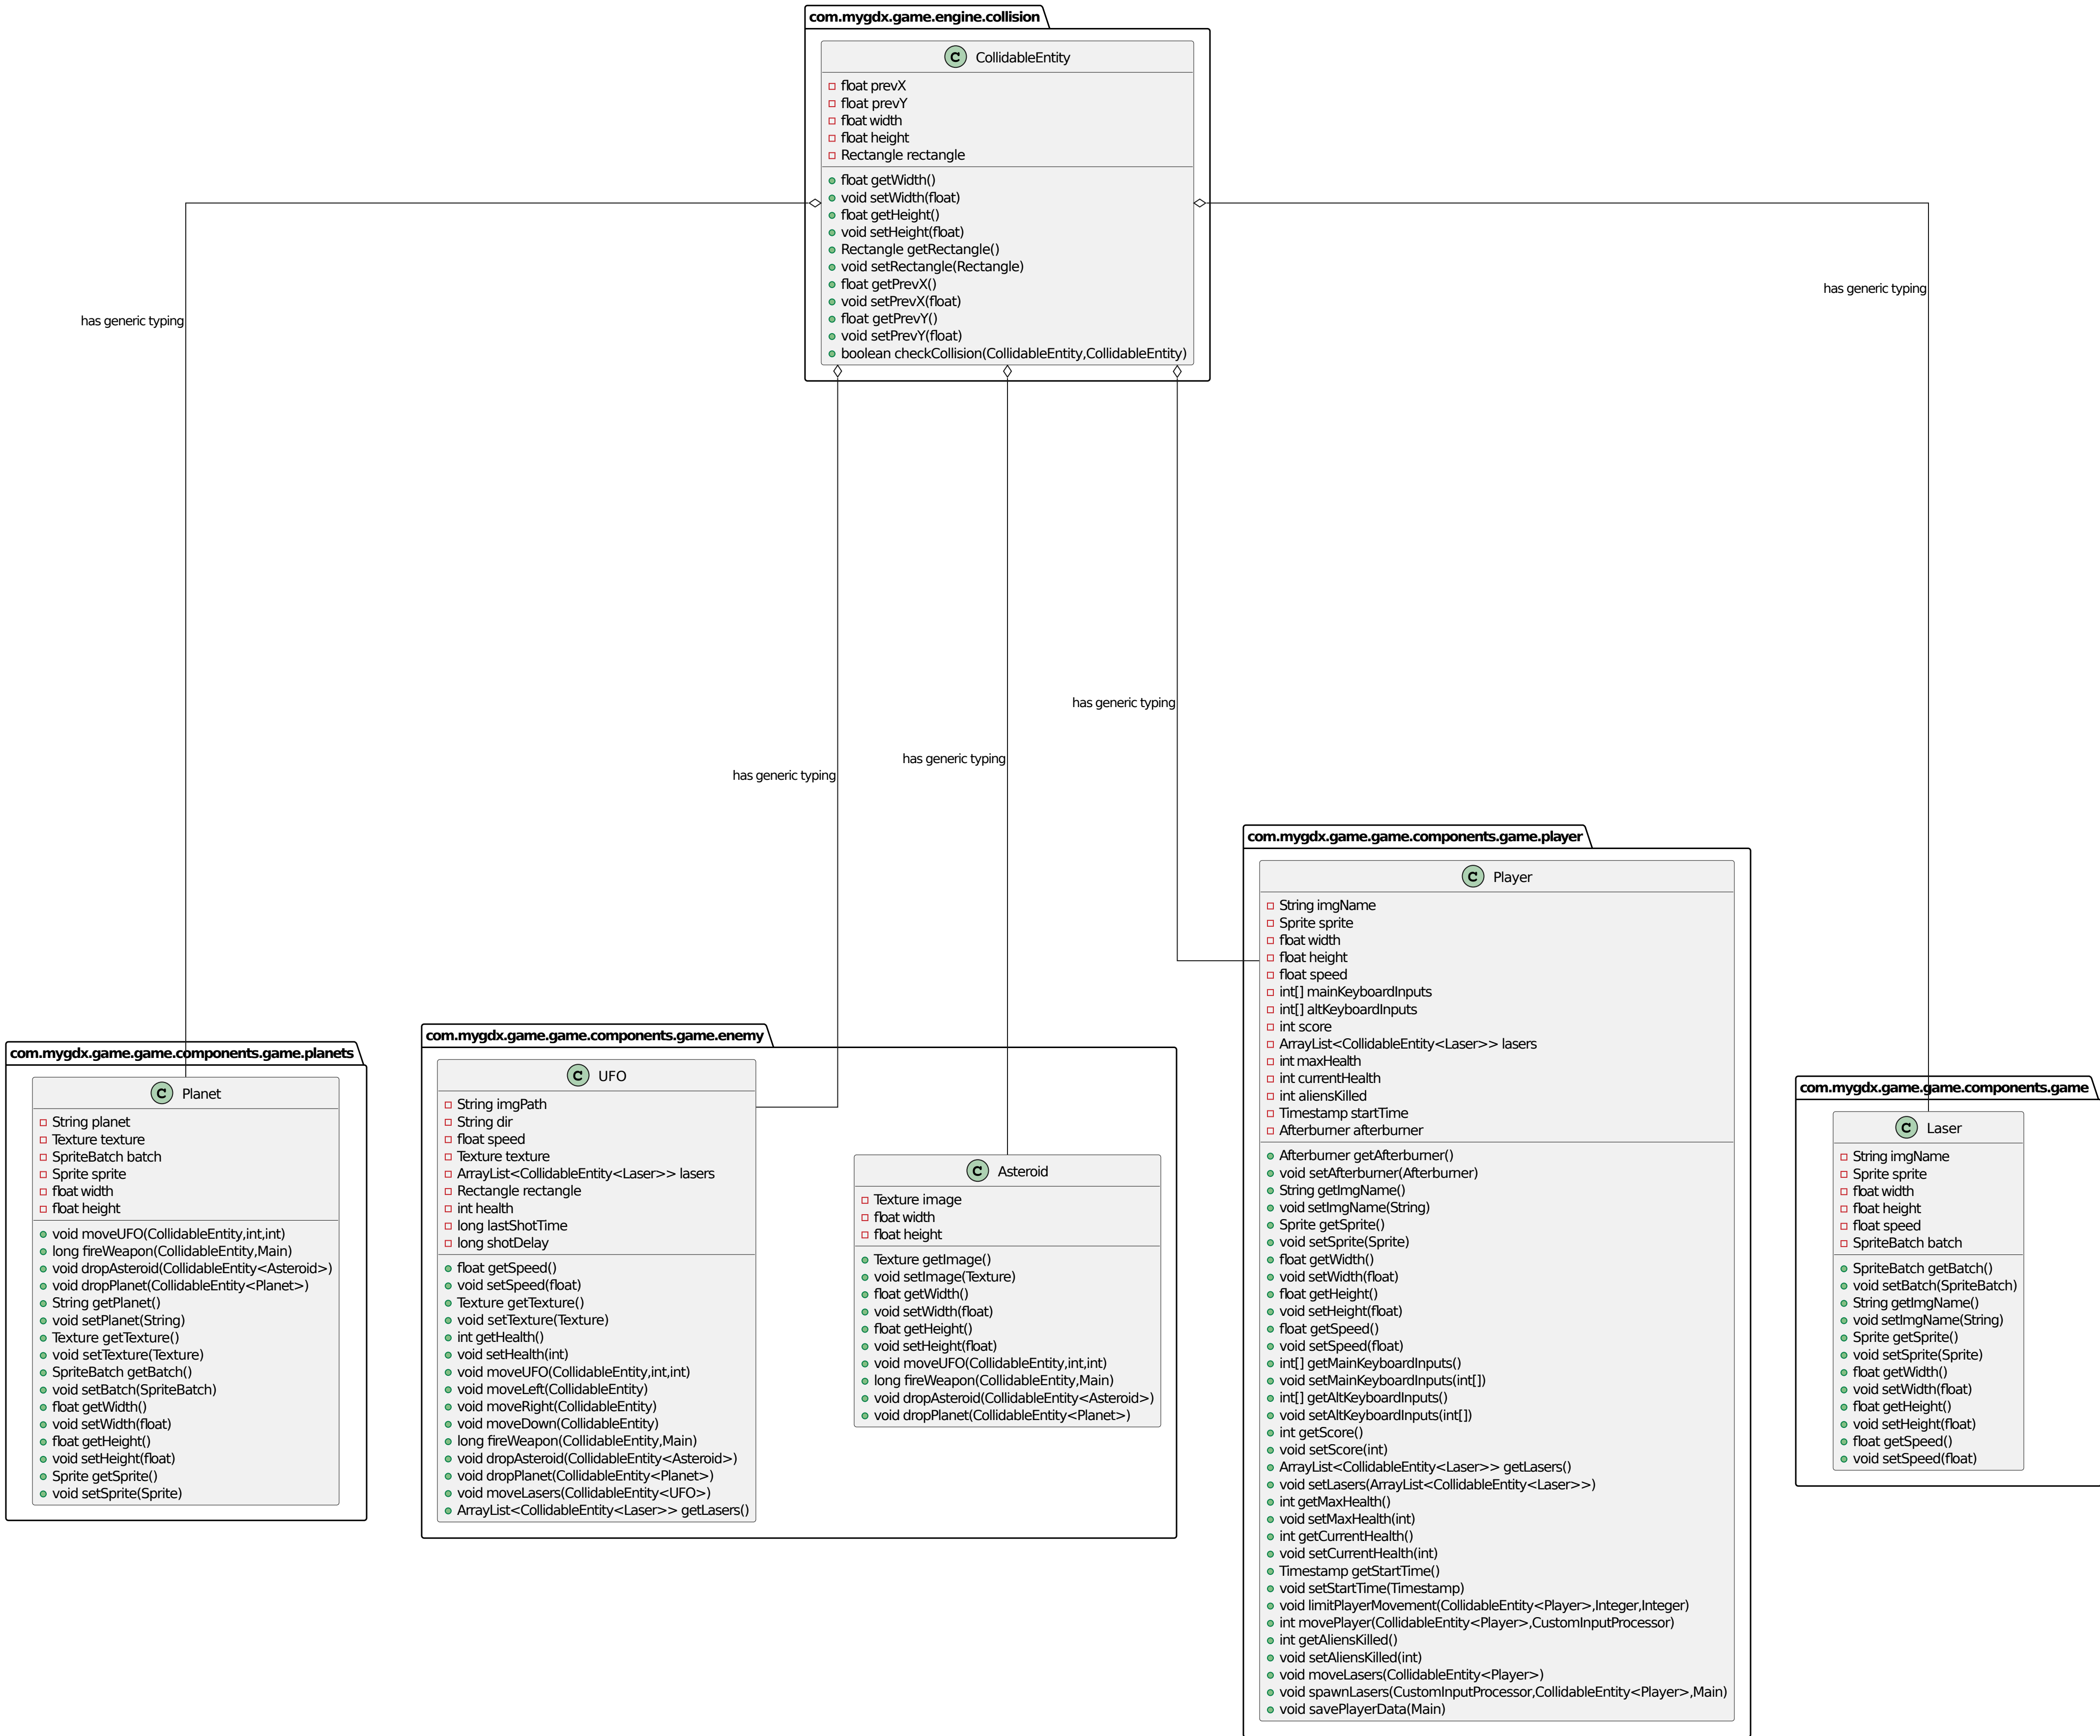 com.mygdx.game.engine.collision
C CollidableEntity
float prevX
float prevY
float width
float height
Rectangle rectangle
float getWidth()
void setWidth(float)
float getHeight()
void setHeight(float)
Rectangle getRectangle()
void setRectangle(Rectangle)
float getPrevX()
void setPrevX(float)
float getPrevY()
void setPrevY(float)
boolean checkCollision(CollidableEntity,CollidableEntity)
has generic typing
has generic typing
has generic typing
has generic typing
has generic typing
com.mygdx.game.game.components.game.planets
C Planet
String planet
Texture texture
SpriteBatch batch
Sprite sprite
float width
float height
void moveUFO(CollidableEntity,int,int)
long fireWeapon(CollidableEntity,Main)
void dropAsteroid(CollidableEntity<Asteroid>)
void dropPlanet(CollidableEntity<Planet>)
String getPlanet()
void setPlanet(String)
Texture getTexture()
void setTexture(Texture)
SpriteBatch getBatch()
void setBatch(SpriteBatch)
float getWidth()
void setWidth(float)
float getHeight()
void setHeight(float)
Sprite getSprite()
void setSprite(Sprite)
com.mygdx.game.game.components.game.enemy
C UFO
String imgPath
String dir
float speed
Texture texture
ArrayList<CollidableEntity<Laser>> lasers
Rectangle rectangle
int health
long lastShotTime
long shotDelay
float getSpeed()
void setSpeed(float)
Texture getTexture()
void setTexture(Texture)
int getHealth()
void setHealth(int)
void moveUFO(CollidableEntity,int,int)
void moveLeft(CollidableEntity)
void moveRight(CollidableEntity)
void moveDown(CollidableEntity)
long fireWeapon(CollidableEntity,Main)
void dropAsteroid(CollidableEntity<Asteroid>)
void dropPlanet(CollidableEntity<Planet>)
void moveLasers(CollidableEntity<UFO>)
ArrayList<CollidableEntity<Laser>> getLasers()
C Asteroid
Texture image
float width
float height
Texture getImage()
void setImage(Texture)
float getWidth()
void setWidth(float)
float getHeight()
void setHeight(float)
void moveUFO(CollidableEntity,int,int)
long fireWeapon(CollidableEntity,Main)
void dropAsteroid(CollidableEntity<Asteroid>)
void dropPlanet(CollidableEntity<Planet>)
com.mygdx.game.game.components.game.player
C Player
String imgName
Sprite sprite
float width
float height
float speed
int[] mainKeyboardInputs
int[] altKeyboardInputs
int score
ArrayList<CollidableEntity<Laser>> lasers
int maxHealth
int currentHealth
int aliensKilled
Timestamp startTime
Afterburner afterburner
Afterburner getAfterburner()
void setAfterburner(Afterburner)
String getImgName()
void setImgName(String)
Sprite getSprite()
void setSprite(Sprite)
float getWidth()
void setWidth(float)
float getHeight()
void setHeight(float)
float getSpeed()
void setSpeed(float)
int[] getMainKeyboardInputs()
void setMainKeyboardInputs(int[])
int[] getAltKeyboardInputs()
void setAltKeyboardInputs(int[])
int getScore()
void setScore(int)
ArrayList<CollidableEntity<Laser>> getLasers()
void setLasers(ArrayList<CollidableEntity<Laser>>)
int getMaxHealth()
void setMaxHealth(int)
int getCurrentHealth()
void setCurrentHealth(int)
Timestamp getStartTime()
void setStartTime(Timestamp)
void limitPlayerMovement(CollidableEntity<Player>,Integer,Integer)
int movePlayer(CollidableEntity<Player>,CustomInputProcessor)
int getAliensKilled()
void setAliensKilled(int)
void moveLasers(CollidableEntity<Player>)
void spawnLasers(CustomInputProcessor,CollidableEntity<Player>,Main)
void savePlayerData(Main)
com.mygdx.game.game.components.game
C Laser
String imgName
Sprite sprite
float width
float height
float speed
SpriteBatch batch
SpriteBatch getBatch()
void setBatch(SpriteBatch)
String getImgName()
void setImgName(String)
Sprite getSprite()
void setSprite(Sprite)
float getWidth()
void setWidth(float)
float getHeight()
void setHeight(float)
float getSpeed()
void setSpeed(float)